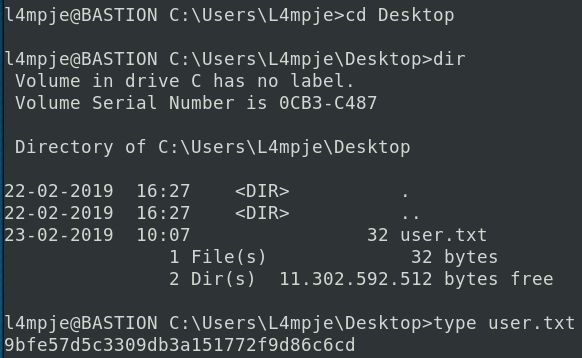 l4mpje@BASTION C:\Users\L4mpje>cd Desktop
l4mpje@BASTION C:\Users\L4mpje\Desktop>dir
Volume in drive C has no label.
Volume Serial Number is 0CB3-C487
Directory of C:\Users\L4mpje\Desktop
22-02-2019  16:27    <DIR>          .
22-02-2019  16:27    <DIR>          ..
23-02-2019  10:07                32 user.txt
1 File(s)             32 bytes
2 Dir(s)  11.302.592.512 bytes free
l4mpje@BASTION C:\Users\L4mpje\Desktop>type user.txt
9bfe57d5c3309db3a151772f9d86c6cd